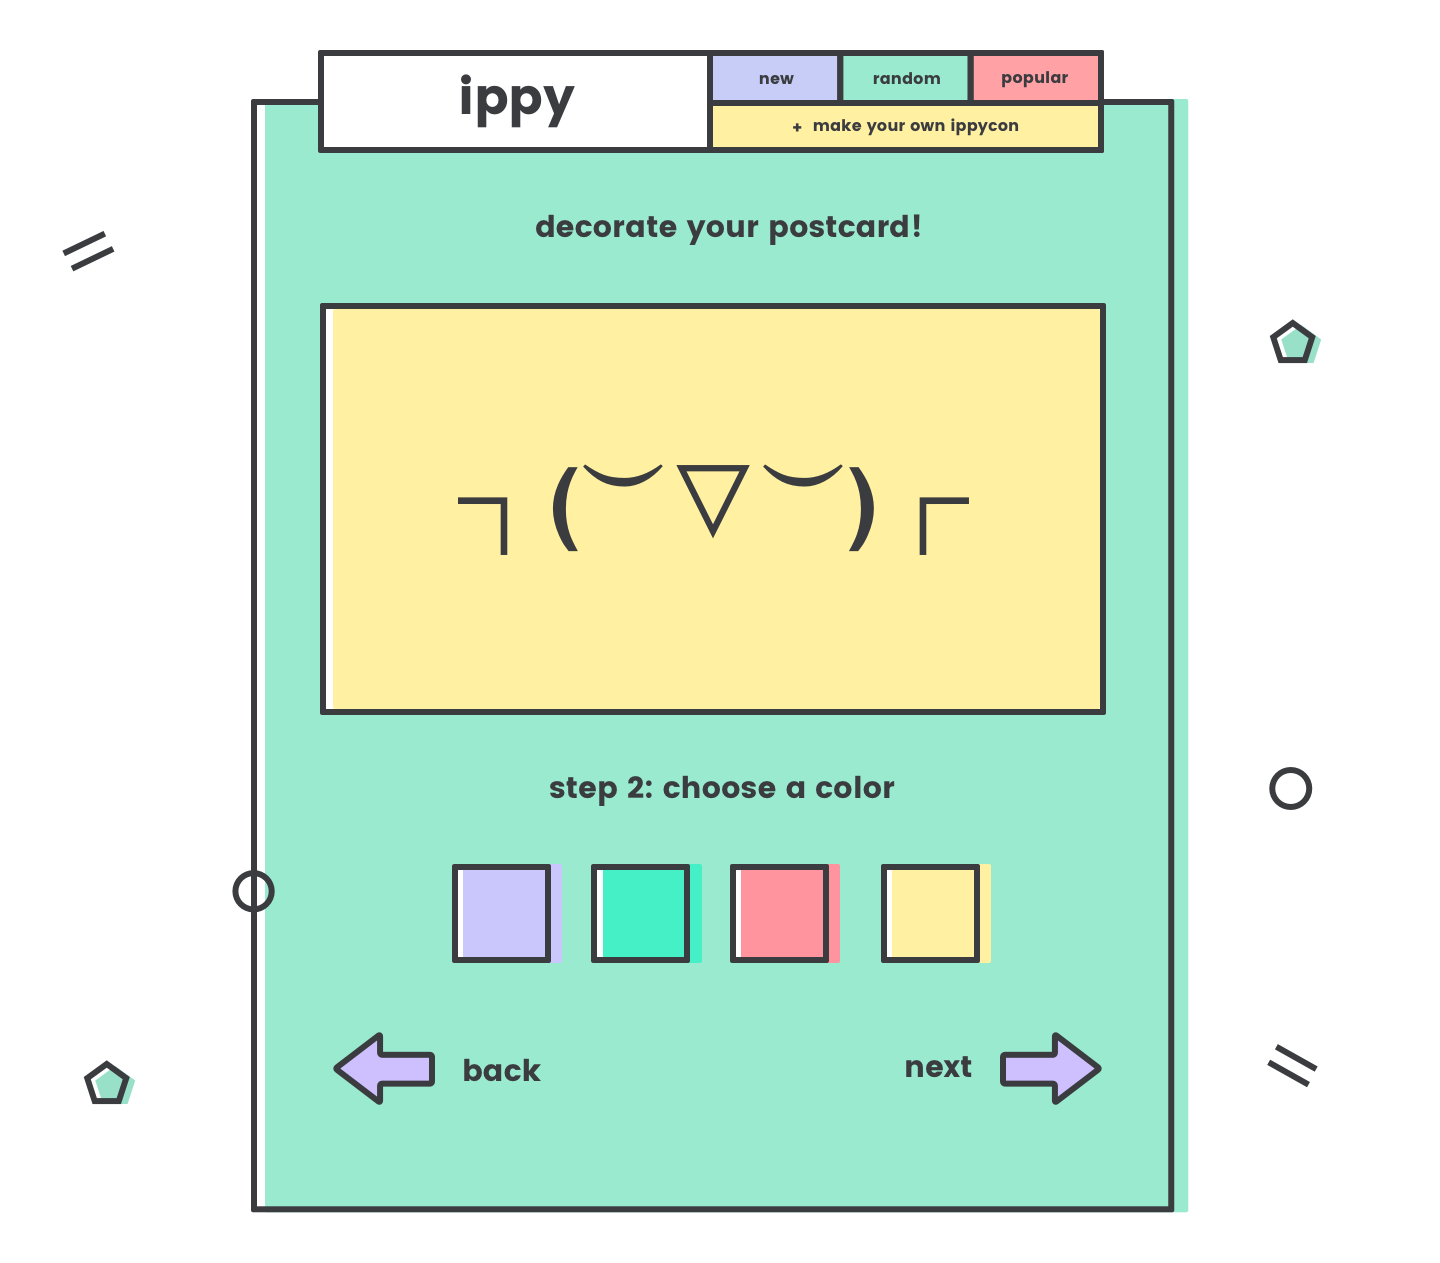 ippy
new
random
popular
+ make your own ippycon
decorate your postcard!
┐(︶▽︶)┌
step 2: choose a color
back
next